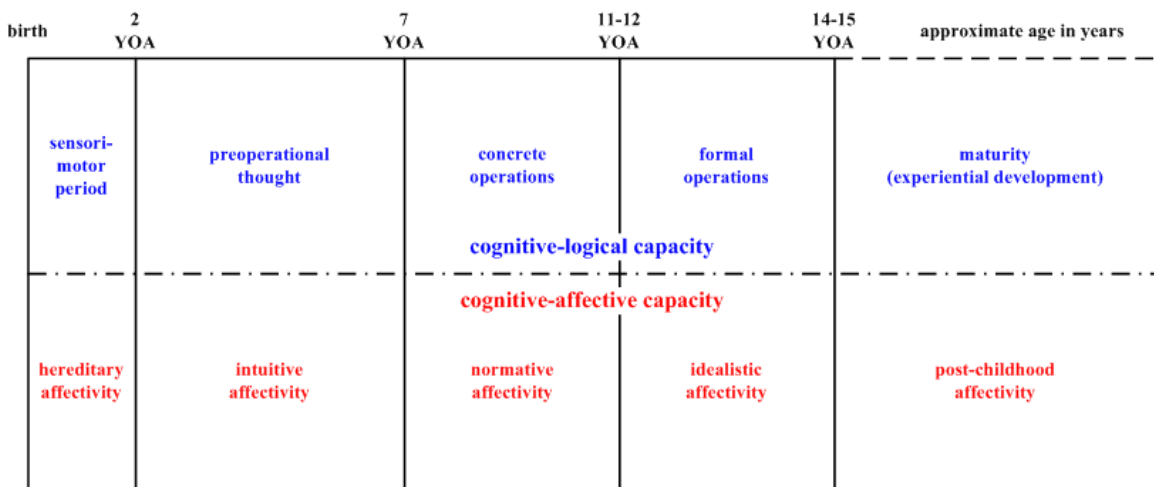 birth
2
YOA
7
YOA
11-12
YOA
14-15
YOA
approximate age in years
sensori-
motor
period
preoperational
thought
concrete
operations
formal
operations
maturity
(experiential development)
cognitive-logical capacity
cognitive-affective capacity
hereditary
affectivity
intuitive
affectivity
normative
affectivity
idealistic
affectivity
post-childhood
affectivity